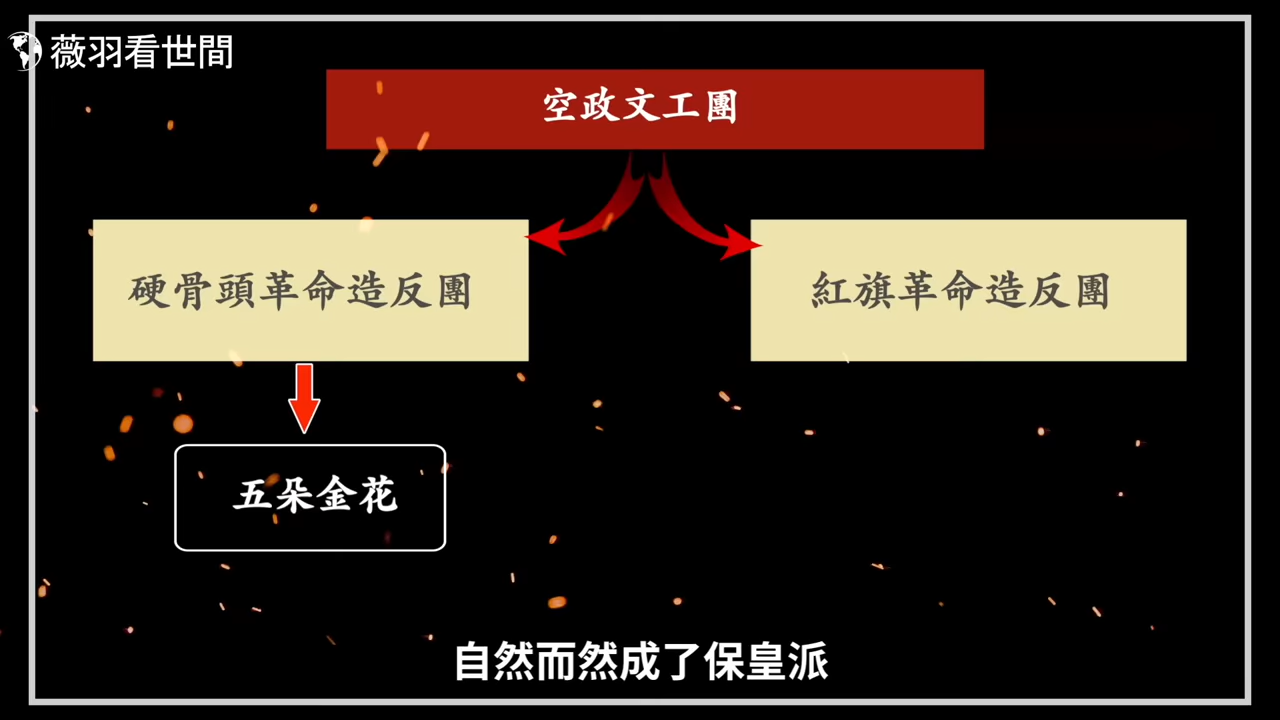 薇羽看世間
空政文工團
硬骨頭革命造反團
紅旗革命造反團
五朵金花
自然而然成了保皇派